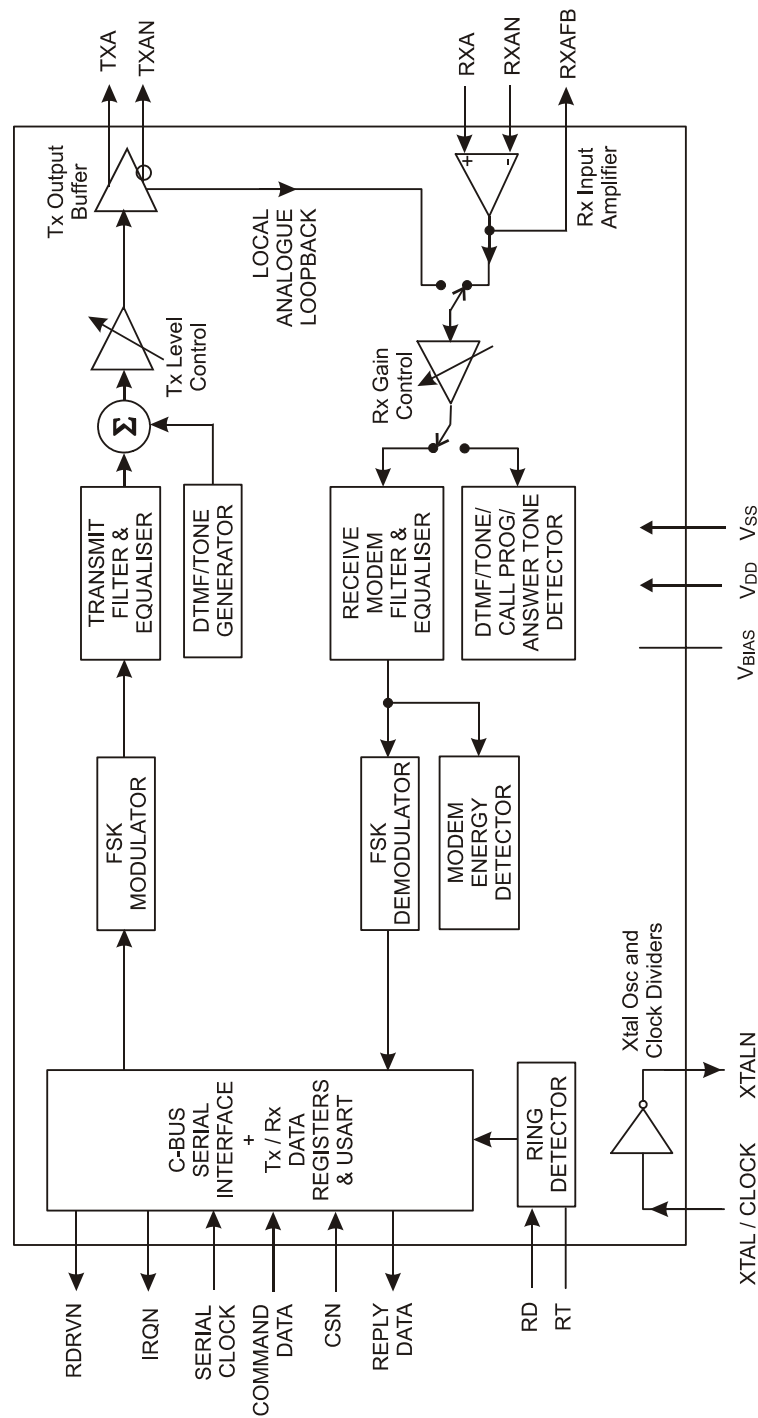 RDRVN
IRQN
SERIAL
CLOCK
COMMAND
DATA
CSN
REPLY
DATA
RD
RT
C-BUS
SERIAL
INTERFACE
+
Tx / Rx
DATA
REGISTERS
& USART
RING
DETECTOR
FSK
MODULATOR
TRANSMIT
FILTER &
EQUALISER
DTMF/TONE
GENERATOR
Σ
Tx Level
Control
Tx Output
Buffer
TXA
TXAN
LOCAL
ANALOGUE
LOOPBACK
FSK
DEMODULATOR
MODEM
ENERGY
DETECTOR
RECEIVE
MODEM
FILTER &
EQUALISER
DTMF/TONE/
CALL PROG/
ANSWER TONE
DETECTOR
Rx Gain
Control
+
-
Rx Input
Amplifier
RXA
RXAN
RXAFB
Xtal Osc and
Clock Dividers
XTAL / CLOCK
XTALN
VBIAS
VDD
VSS